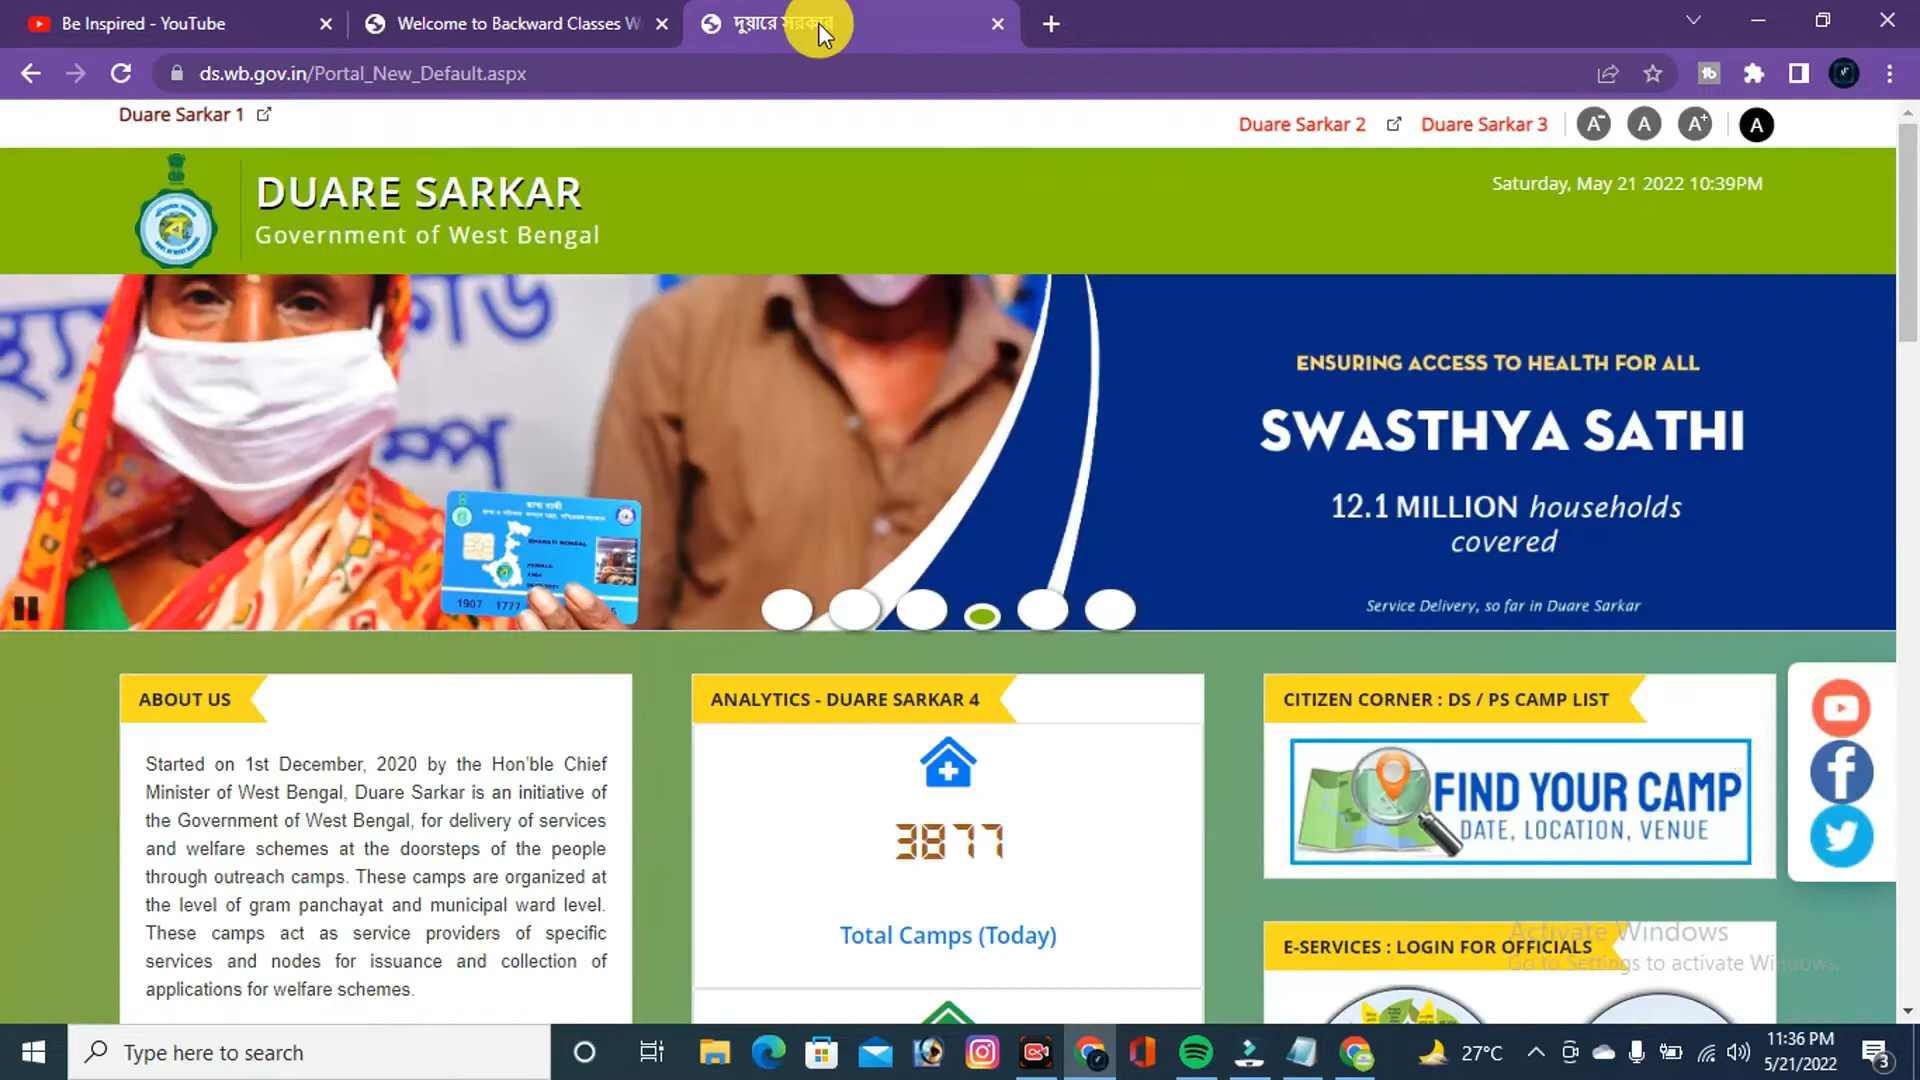 Be Inspired - YouTube
Welcome to Backward Classes W
দুয়ারে সরকার
ds.wb.gov.in/Portal_New_Default.aspx
Duare Sarkar 1
Duare Sarkar 2
Duare Sarkar 3
A-
A
A+
A
DUARE SARKAR
Government of West Bengal
Saturday, May 21 2022 10:39PM
ENSURING ACCESS TO HEALTH FOR ALL
SWASTHYA SATHI
12.1 MILLION households
covered
Service Delivery, so far in Duare Sarkar
BHARATI MONDAL
1907 1777
ABOUT US
Started on 1st December, 2020 by the Hon'ble Chief
Minister of West Bengal, Duare Sarkar is an initiative of
the Government of West Bengal, for delivery of services
and welfare schemes at the doorsteps of the people
through outreach camps. These camps are organized at
the level of gram panchayat and municipal ward level.
These camps act as service providers of specific
services and nodes for issuance and collection of
applications for welfare schemes.
ANALYTICS - DUARE SARKAR 4
3877
Total Camps (Today)
CITIZEN CORNER : DS / PS CAMP LIST
FIND YOUR CAMP
DATE, LOCATION, VENUE
E-SERVICES : LOGIN FOR OFFICIALS
Activate Windows
Go to Settings to activate Windows.
Type here to search
27°C
11:36 PM
5/21/2022
3